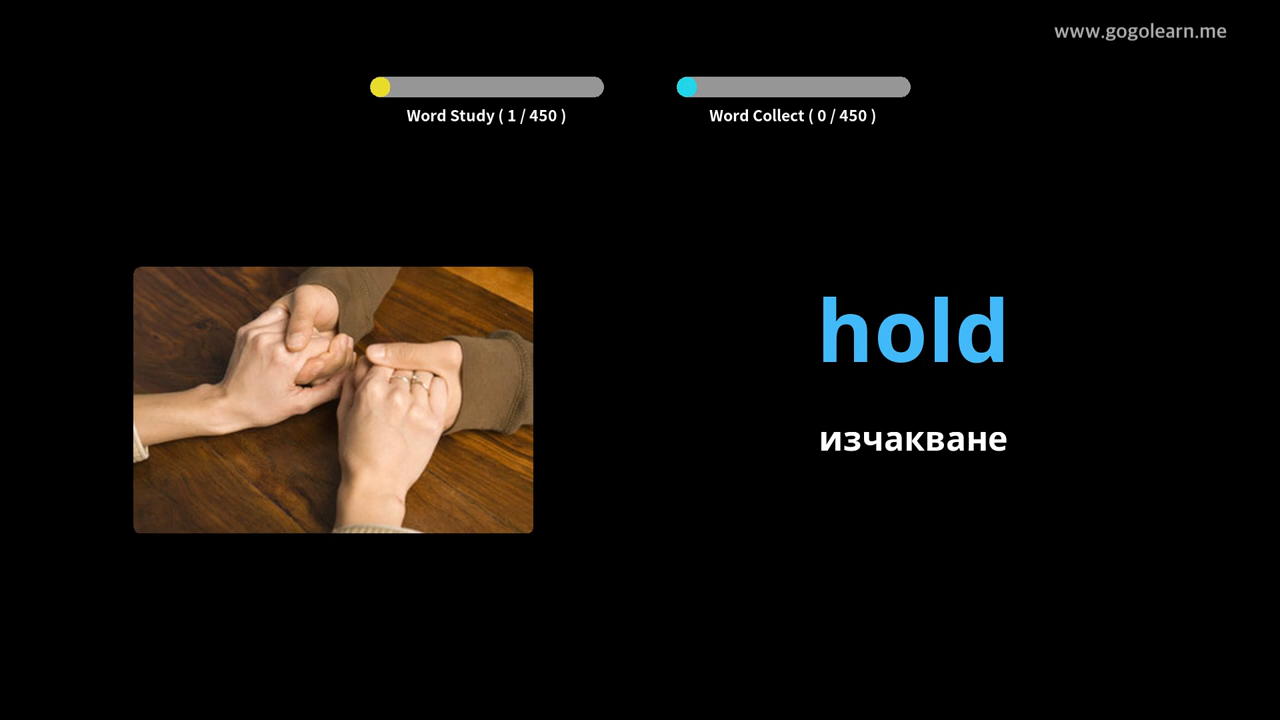 www.gogolearn.me
Word Study ( 1 / 450 )
Word Collect ( 0 / 450 )
hold
изчакване